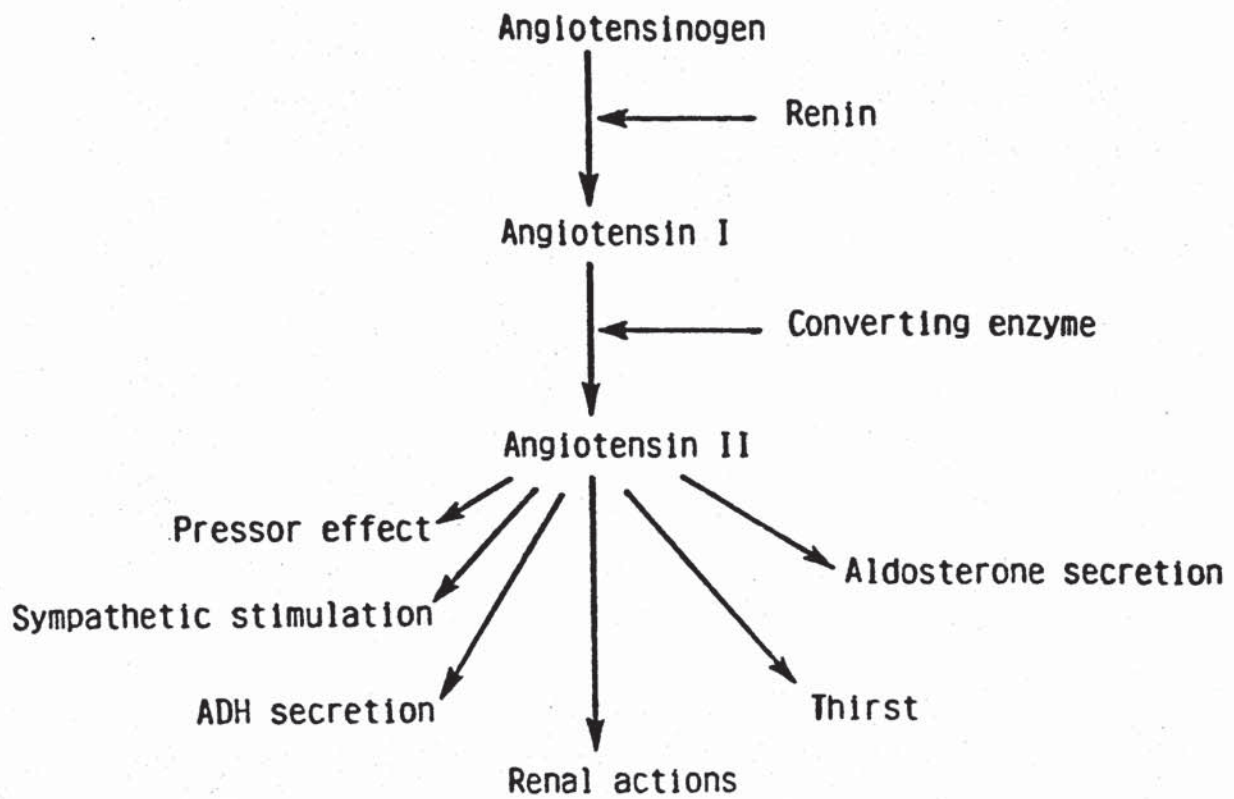 Angiotensinogen
Renin
Angiotensin I
Converting enzyme
Angiotensin II
Pressor effect
Aldosterone secretion
Sympathetic stimulation
ADH secretion
Thirst
Renal actions